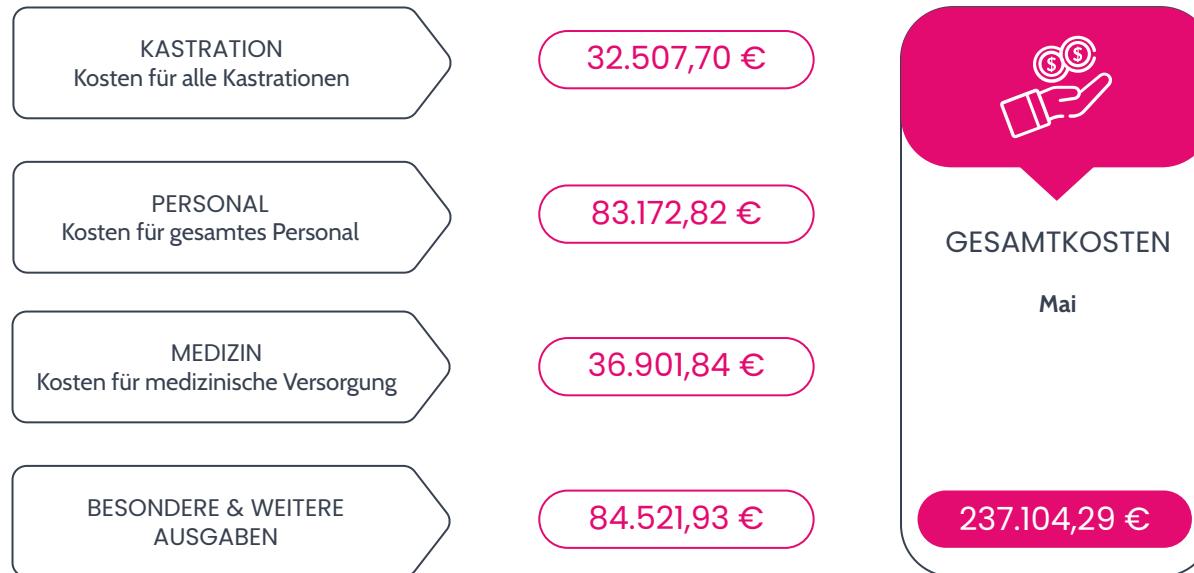 KASTRATION
Kosten für alle Kastrationen
32.507,70 €
PERSONAL
Kosten für gesamtes Personal
83.172,82 €
MEDIZIN
Kosten für medizinische Versorgung
36.901,84 €
BESONDERE & WEITERE
AUSGABEN
84.521,93 €
$ $
GESAMTKOSTEN
Mai
237.104,29 €